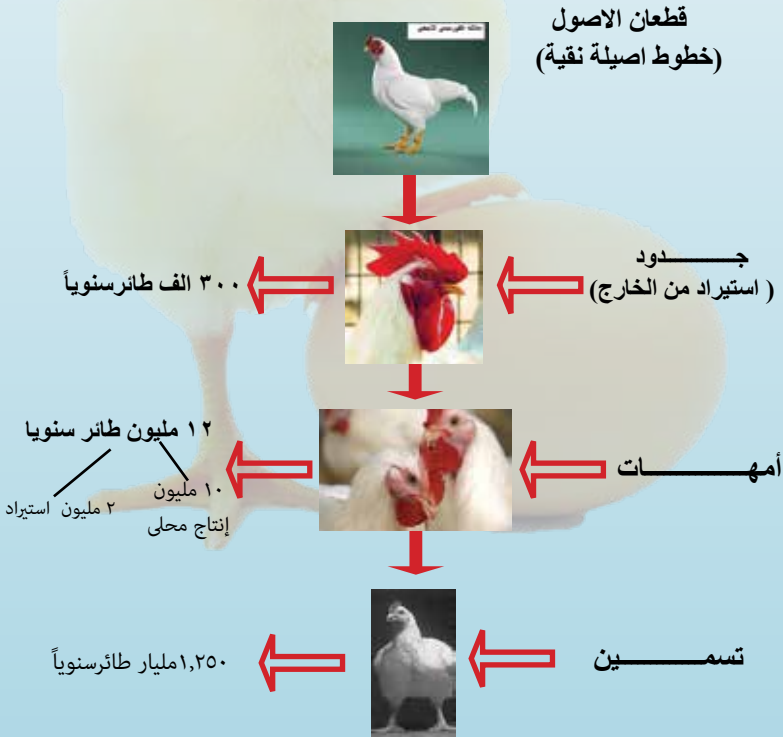 قطعان الاصول
(خطوط اصيلة نقية)
جـــــدود
( استيراد من الخارج)
٣٠٠ الف طائرسنوياً
أمهـــــــات
١٢ مليون طائر سنويا
١٠ مليون
إنتاج محلى
٢ مليون استيراد
تسمـــــــين
١,٢٥٠مليار طائرسنوياً